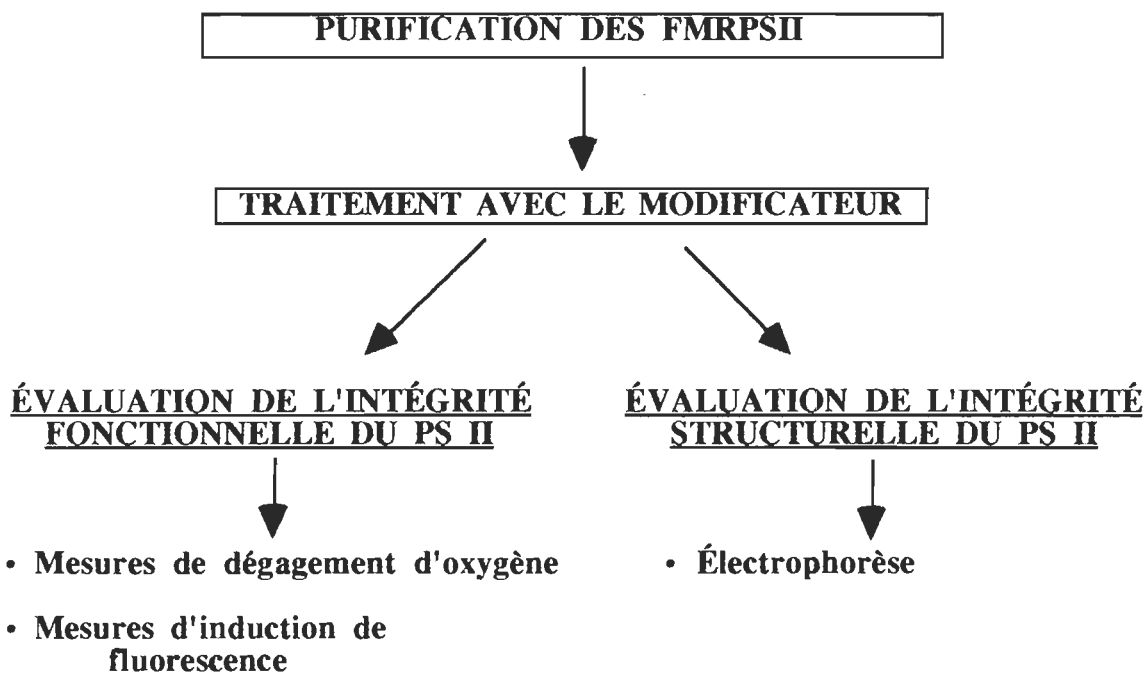 PURIFICATION DES FMRPSII
TRAITEMENT AVEC LE MODIFICATEUR
ÉVALUATION DE L'INTÉGRITÉ
FONCTIONNELLE DU PS II
ÉVALUATION DE L'INTÉGRITÉ
STRUCTURELLE DU PS II
• Mesures de dégagement d'oxygène
• Mesures d'induction de
fluorescence
• Électrophorèse